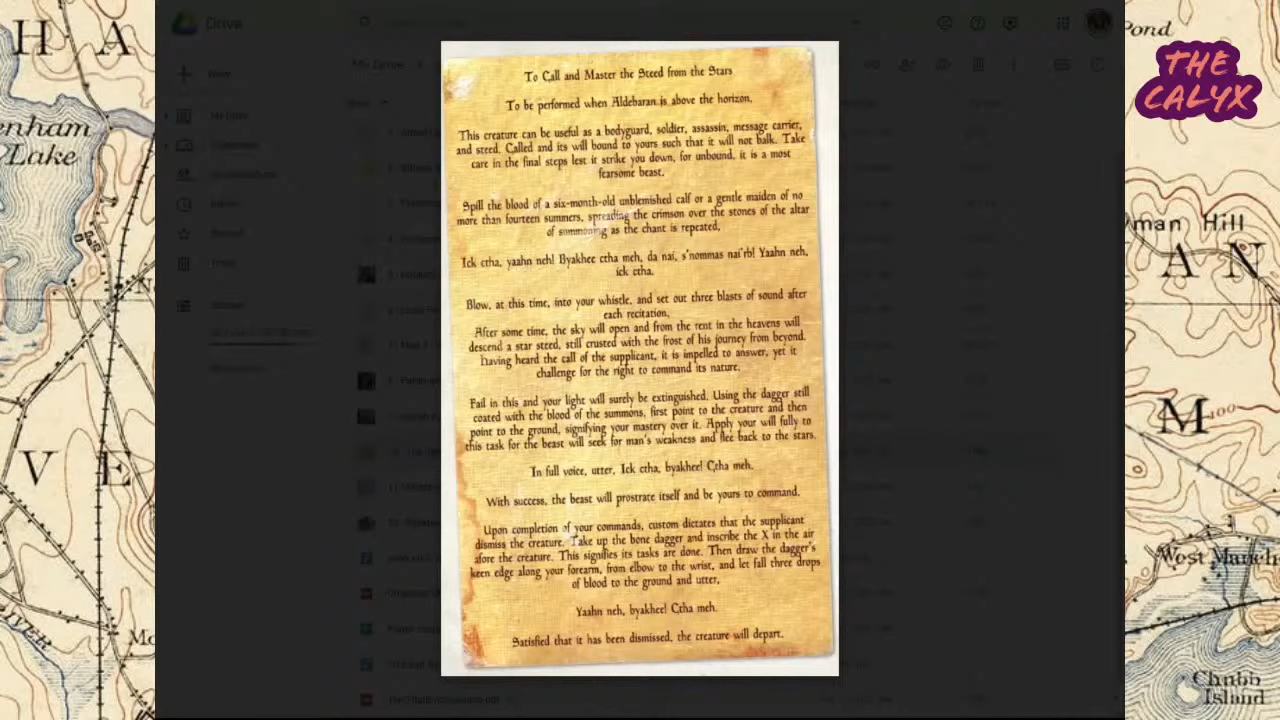 H A
enham
Lake
V E
Drive
My Drive
To Call and Master the Steed from the Stars
To be performed when Aldebaran is above the horizon,
This creature can be useful as a bodyguard, soldier, assassin, message carrier,
and steed. Called and its will bound to yours such that it will not balk. Take
care in the final steps lest it strike you down, for unbound, it is a most
fearsome beast.
Spill the blood of a six-month-old unblemished calf or a gentle maiden of no
more than fourteen summers, spreading the crimson over the stones of the altar
of summoning as the chant is repeated,
Ick ctha, yaahn neh! Byakhee ctha meh, da nai, s'nommas nai'rb! Yaahn neh,
ick ctha.
Blow, at this time, into your whistle, and set out three blasts of sound after
each recitation,
After some time, the sky will open and from the rent in the heavens will
descend a star steed, still crusted with the frost of his journey from beyond.
Having heard the call of the supplicant, it is impelled to answer, yet it
challenge for the right to command its nature.
Fail in this and your light will surely be extinguished. Using the dagger still
coated with the blood of the summons, first point to the creature and then
point to the ground, signifying your mastery over it. Apply your will fully to
this task for the beast will seek for man's weakness and flee back to the stars.
In full voice, utter, Ick ctha, byakhee! Ctha meh.
With success, the beast will prostrate itself and be yours to command.
Upon completion of your commands, custom dictates that the supplicant
dismiss the creature. Take up the bone dagger and inscribe the X in the air
afore the creature. This signifies its tasks are done. Then draw the dagger's
keen edge along your forearm, from elbow to the wrist, and let fall three drops
of blood to the ground and utter,
Yaahn neh, byakhee! Ctha meh.
Satisfied that it has been dismissed, the creature will depart.
Pond
THE
CALYX
man Hill
A N
M
100
West Manch
Chubb
Island